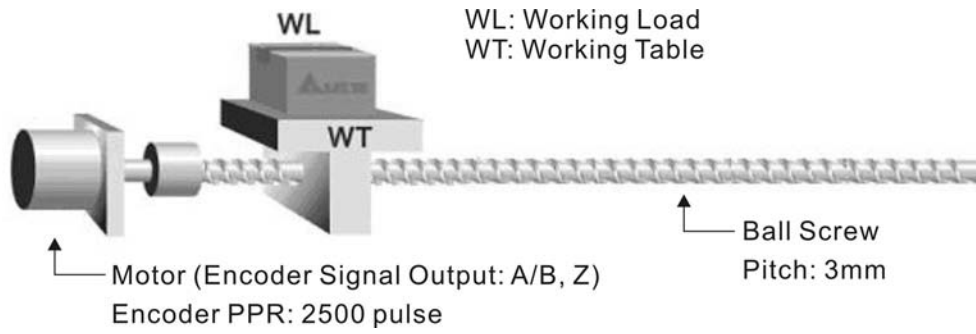 WL
WL: Working Load
WT: Working Table
WT
Ball Screw
Pitch: 3mm
Motor (Encoder Signal Output: A/B, Z)
Encoder PPR: 2500 pulse